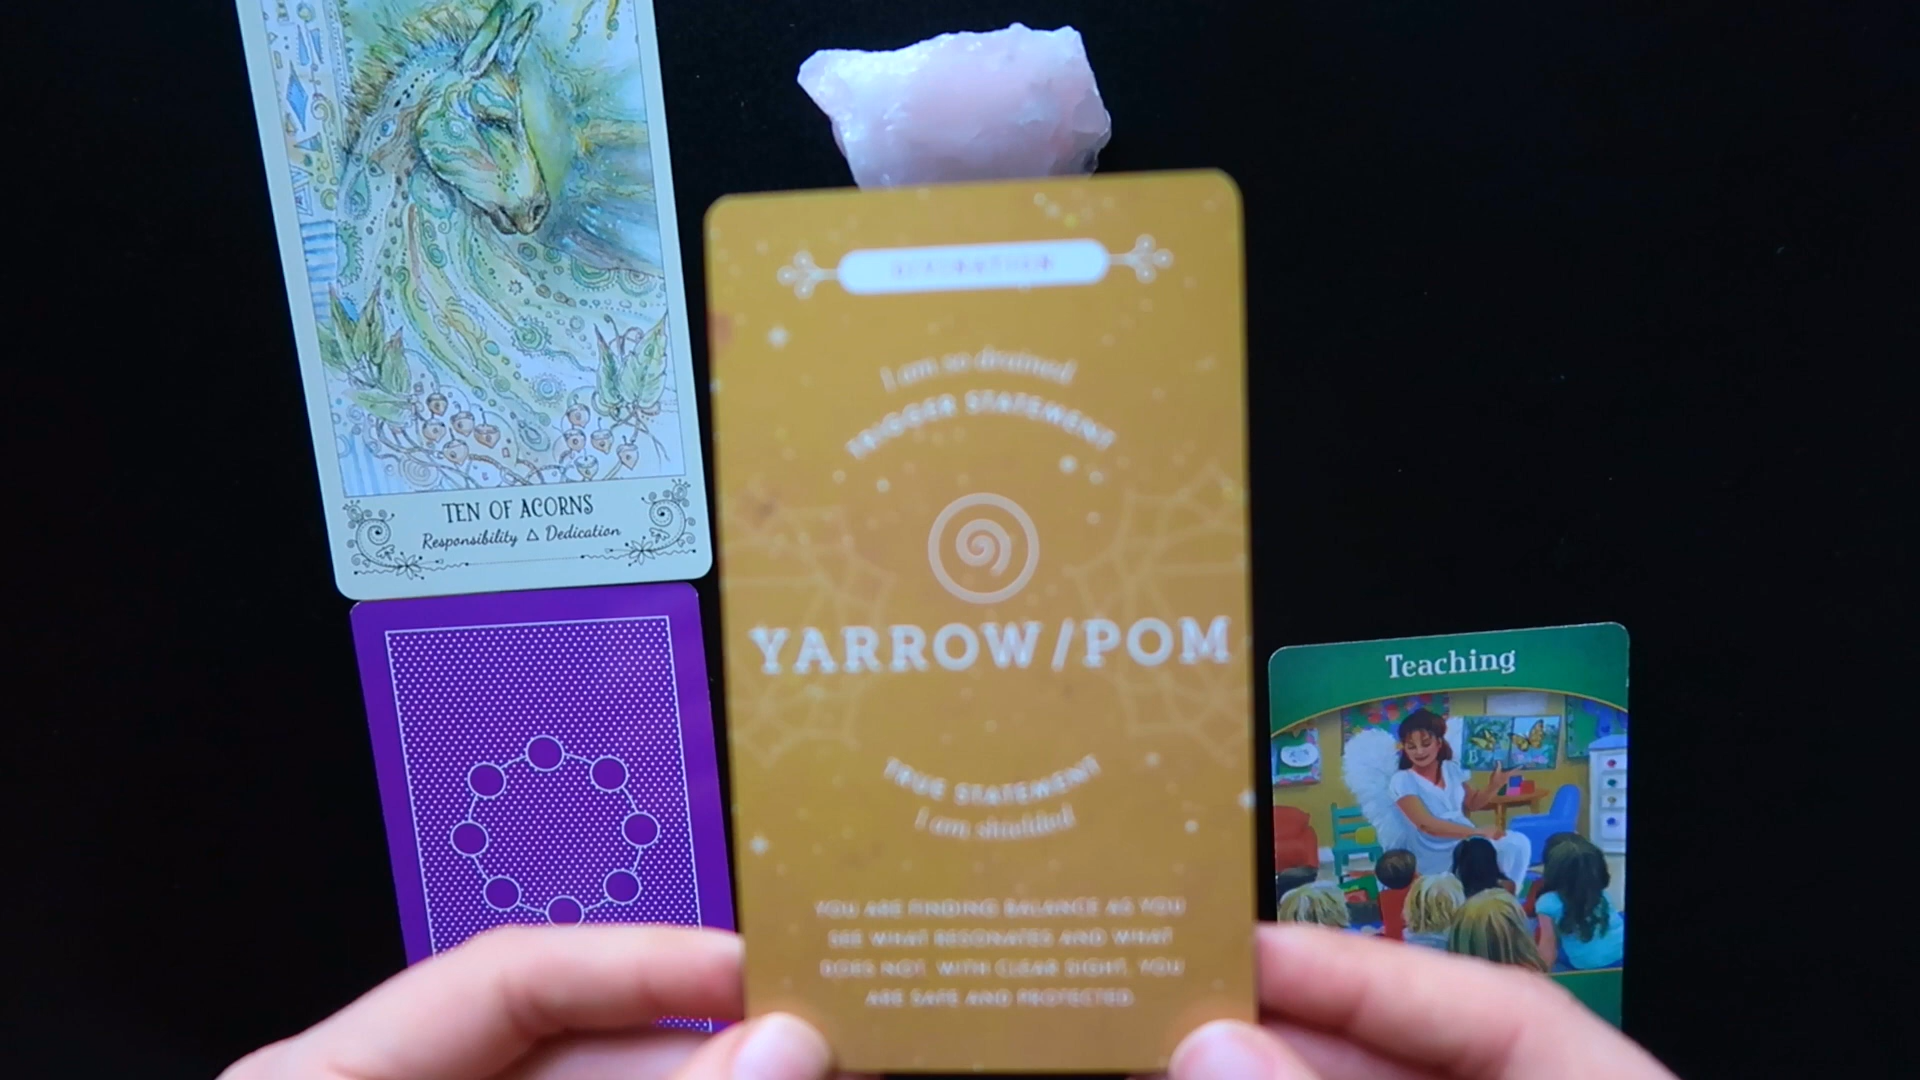 TEN OF ACORNS
Responsibility △ Dedication
DIVINATION
I am so drained
TRIGGER STATEMENT
YARROW/POM
TRUE STATEMENT
I am shielded
YOU ARE FINDING BALANCE AS YOU
SEE WHAT RESONATES AND WHAT
DOES NOT. WITH CLEAR SIGHT, YOU
ARE SAFE AND PROTECTED
Teaching